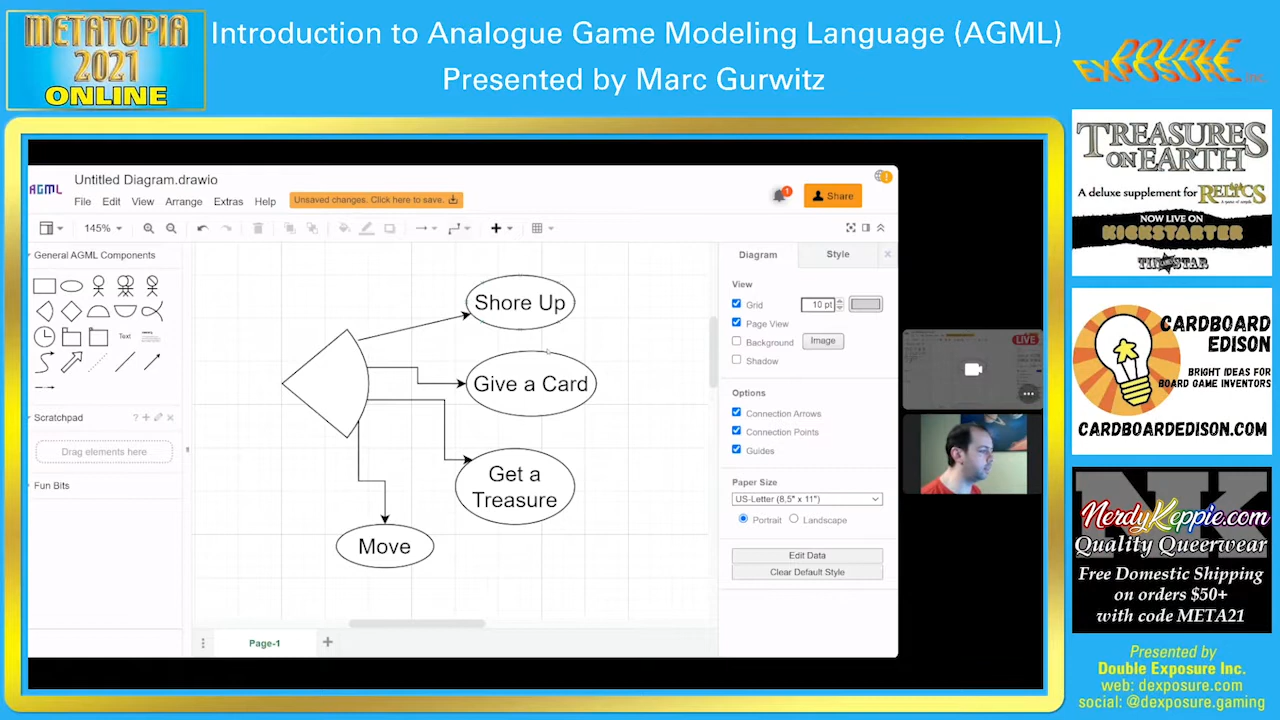 METATOPIA
2021
ONLINE
Introduction to Analogue Game Modeling Language (AGML)
Presented by Marc Gurwitz
DOUBLE
EXPOSURE
AGML
Untitled Diagram.drawio
File Edit View Arrange Extras Help
Unsaved changes. Click here to save.
1
Share
145%
General AGML Components
Text
Scratchpad
Drag elements here
Fun Bits
Shore Up
Give a Card
Get a
Treasure
Move
Page-1
Diagram
Style
View
Grid
10 pt
Page View
Background
Image
Shadow
Options
Connection Arrows
Connection Points
Guides
Paper Size
US-Letter (8,5" x 11")
Portrait
Landscape
Edit Data
Clear Default Style
LIVE
TREASURES
ON EARTH
A deluxe supplement for RELICS
NOW LIVE ON
KICKSTARTER
TIN STAR
CARDBOARD
EDISON
BRIGHT IDEAS FOR
BOARD GAME INVENTORS
CARDBOARDEDISON.COM
NK
NerdyKeppie.com
Quality Queerwear
Free Domestic Shipping
on orders $50+
with code META21
Presented by
Double Exposure Inc.
web: dexposure.com
social: @dexposure.gaming